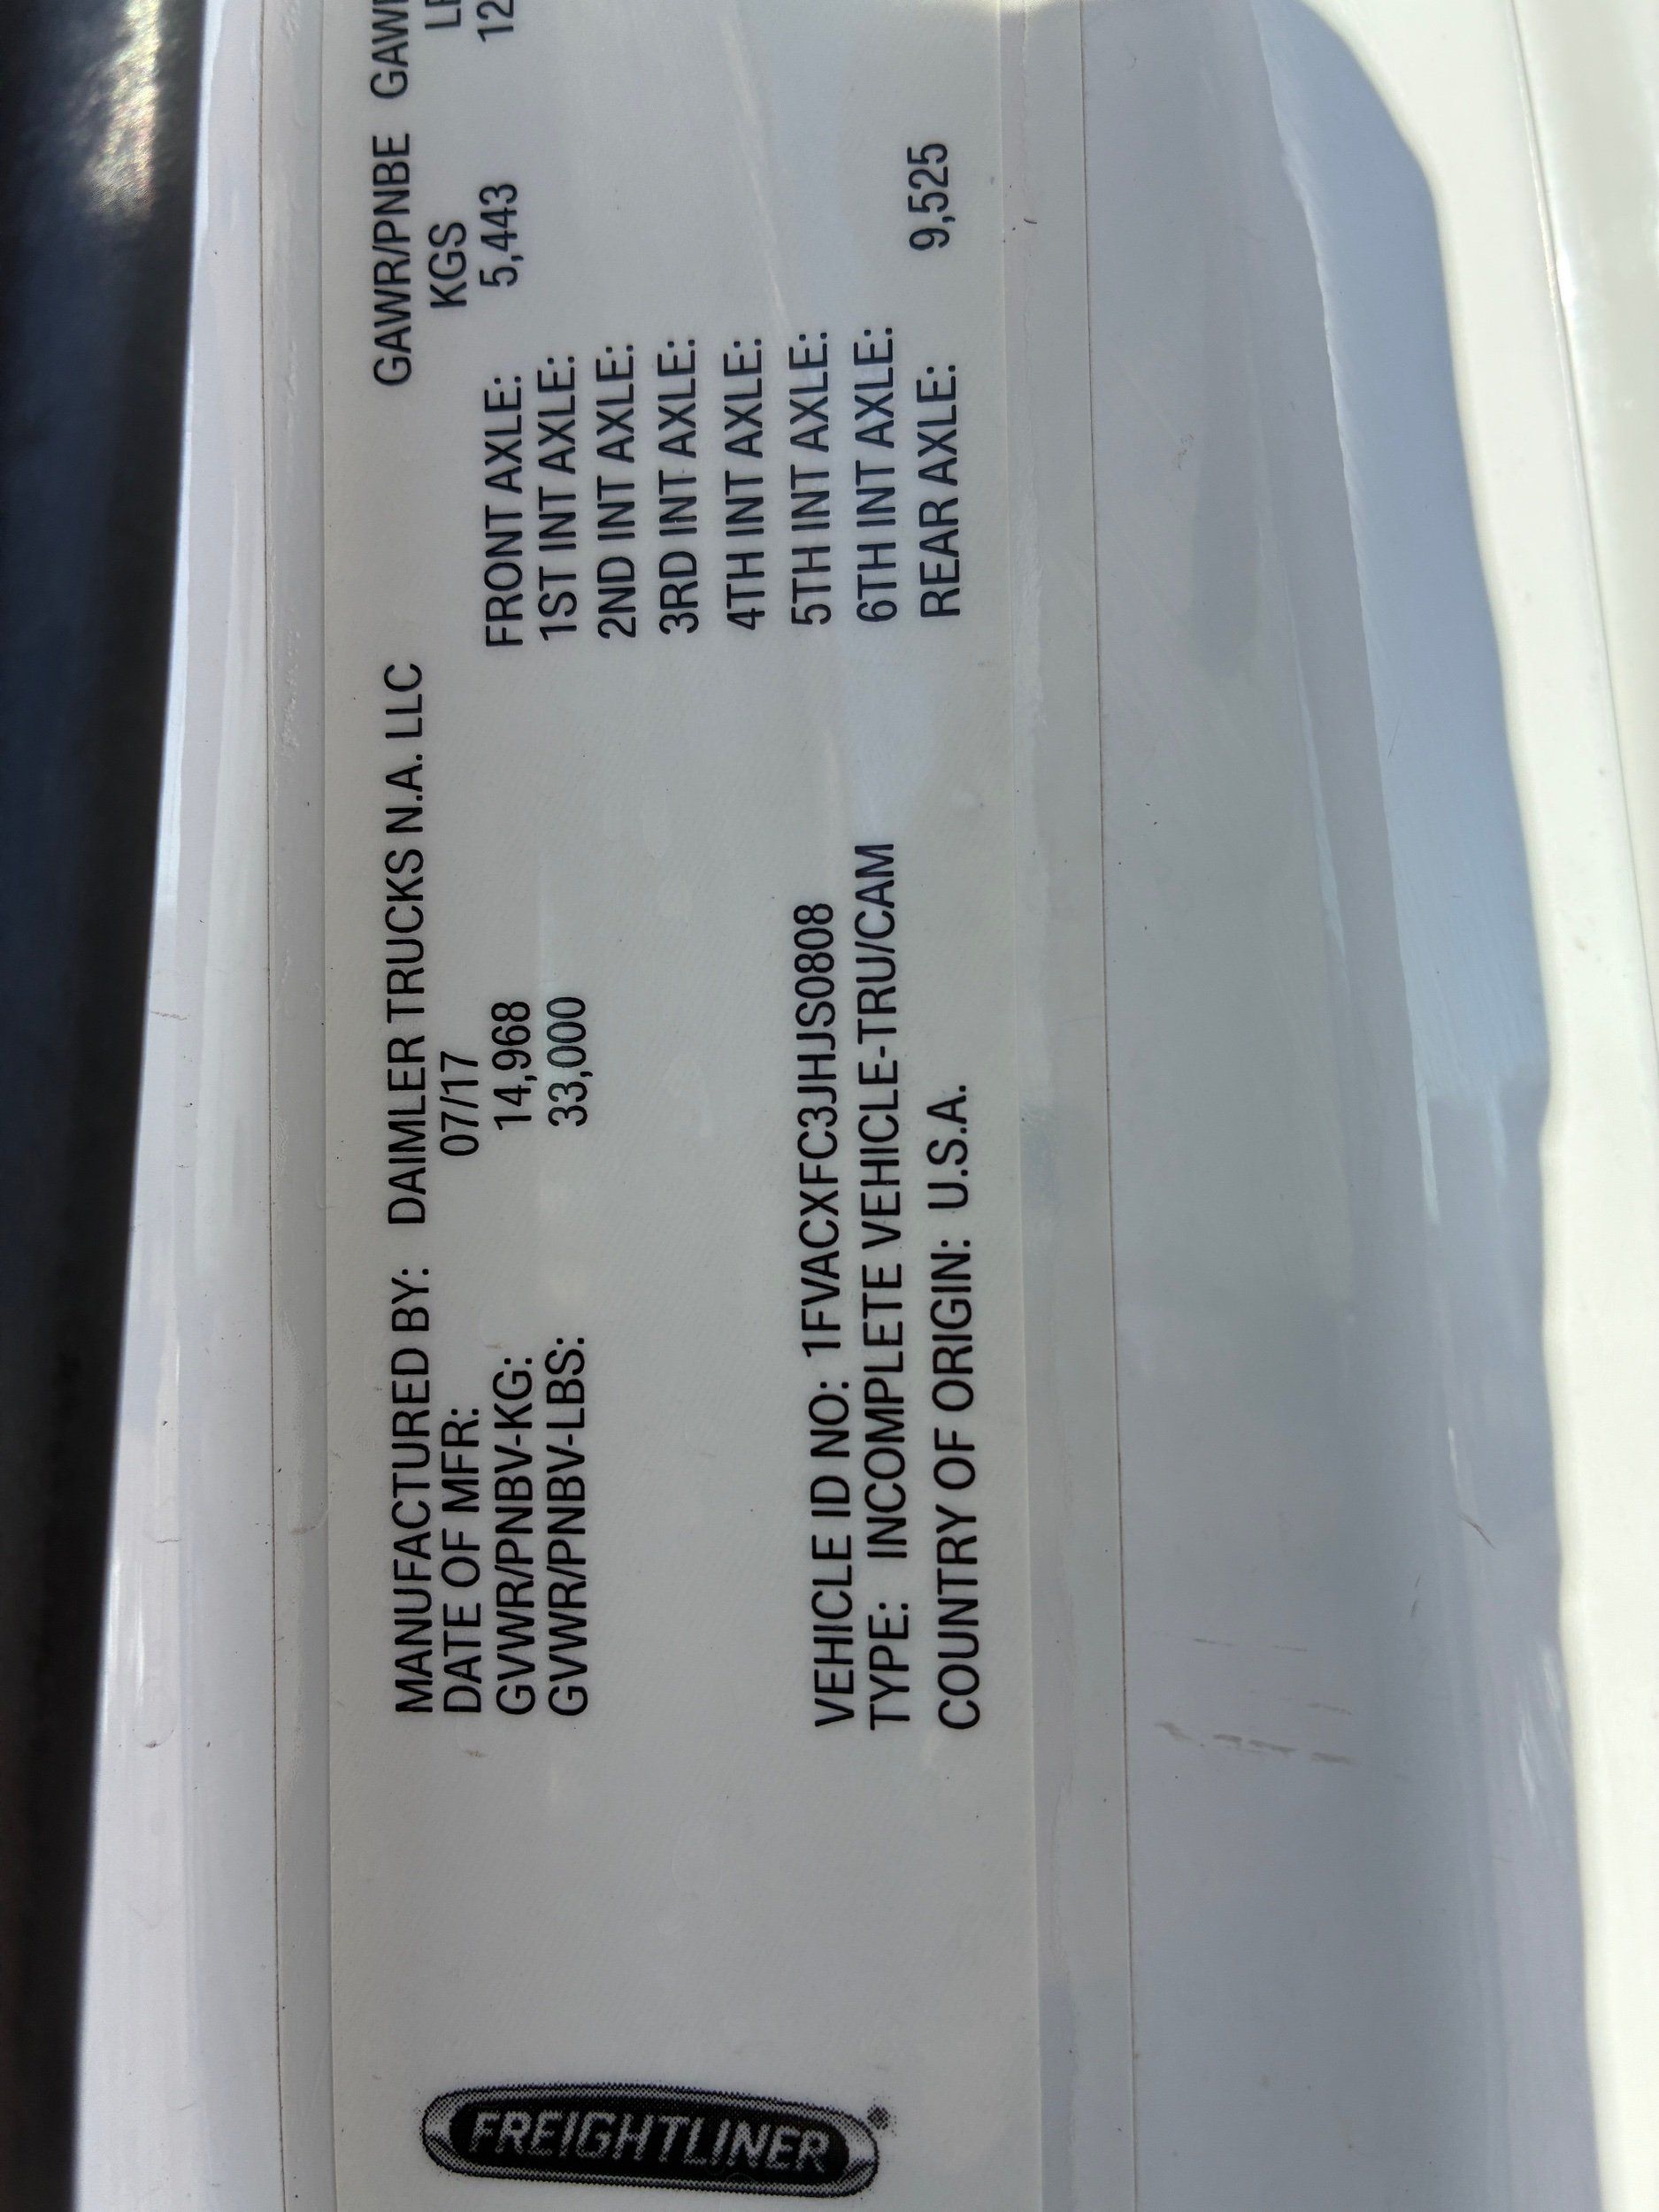 FREIGHTLINER
MANUFACTURED BY: DAIMLER TRUCKS N.A. LLC
DATE OF MFR: 07/17
GVWR/PNBV-KG: 14,968
GVWR/PNBV-LBS: 33,000
VEHICLE ID NO: 1FVACXFC3JHJS0808
TYPE: INCOMPLETE VEHICLE-TRU/CAM
COUNTRY OF ORIGIN: U.S.A.
GAWR/PNBE
KGS
FRONT AXLE: 5,443
1ST INT AXLE:
2ND INT AXLE:
3RD INT AXLE:
4TH INT AXLE:
5TH INT AXLE:
6TH INT AXLE:
REAR AXLE: 9,525